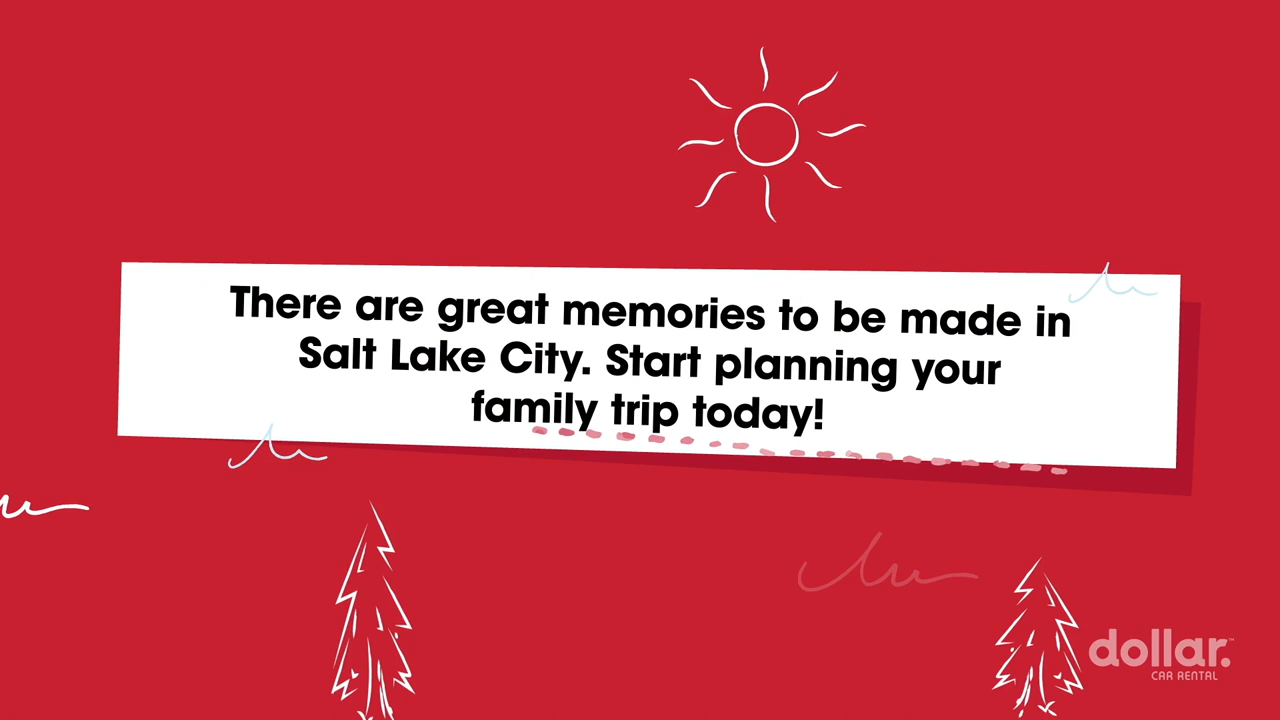 There are great memories to be made in
Salt Lake City. Start planning your
family trip today!
dollar.™
CAR RENTAL